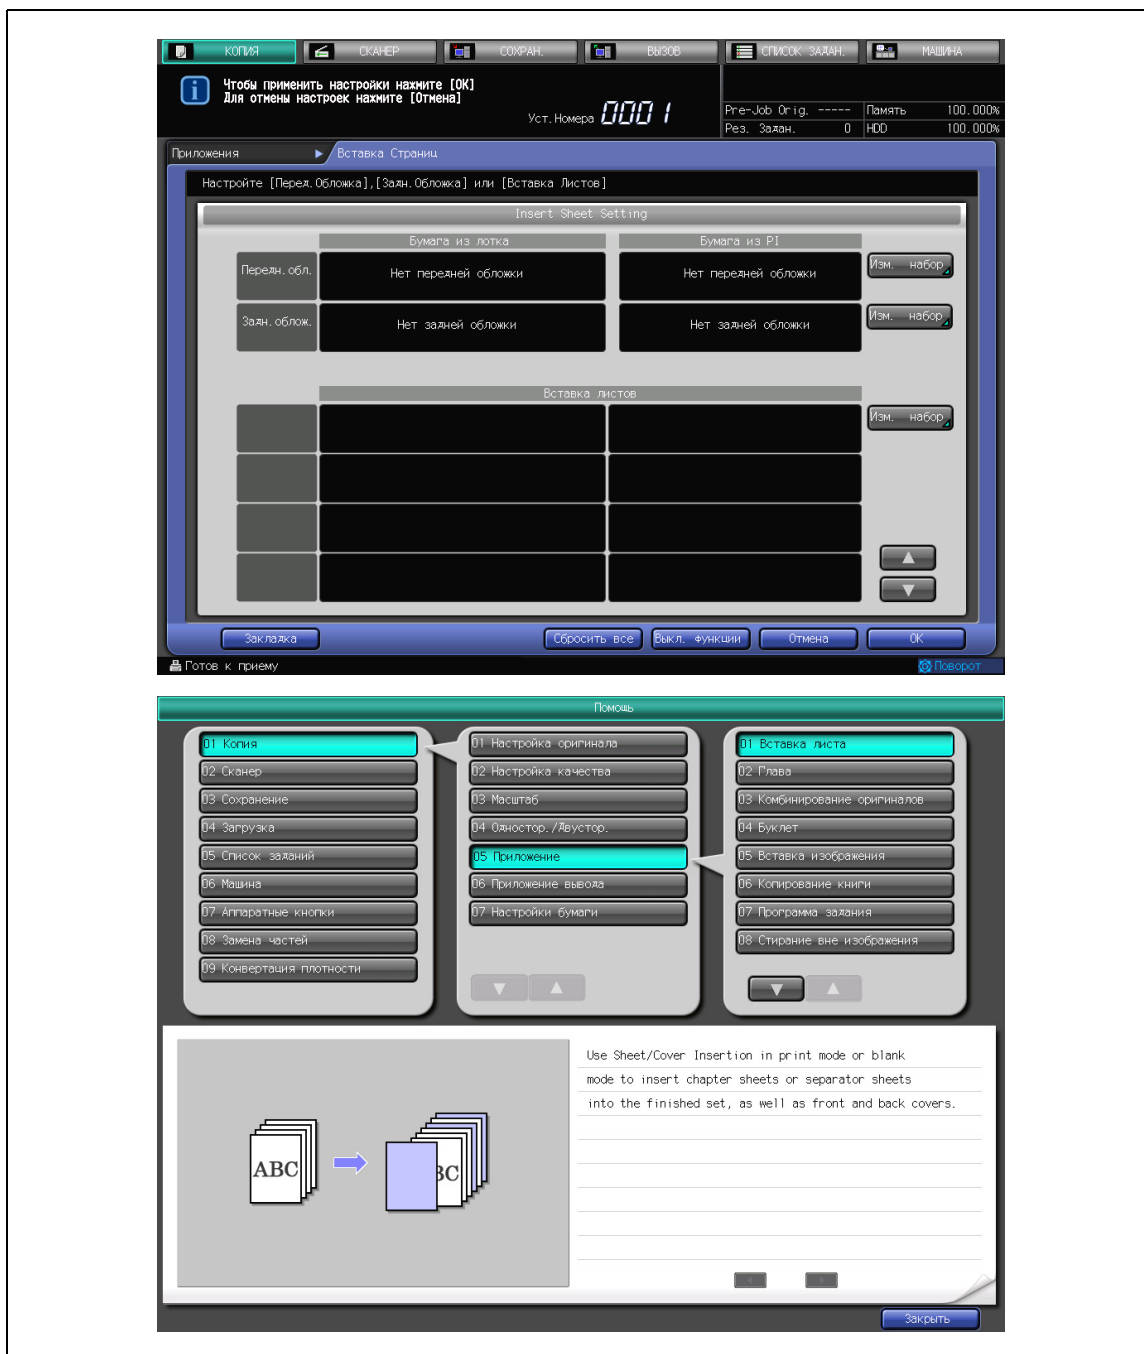 КОПИЯ СКАНЕР СОХРАН. ВЫЗОВ СПИСОК ЗАДАН. МАШИНА
Чтобы применить настройки нажмите [OK]
Для отмены настроек нажмите [Отмена]
Уст.Номера 0001
Pre-Job Orig. ----- Память 100.000%
Рез. Задан. 0 HDD 100.000%
Приложения Вставка Страниц
Настройте [Перед.Обложка],[Задн.Обложка] или [Вставка Листов]
Insert Sheet Setting
Бумага из лотка Бумага из PI
Передн.обл. Нет передней обложки Нет передней обложки Изм. набор
Задн.облож. Нет задней обложки Нет задней обложки Изм. набор
Вставка листов
Изм. набор
Закладка Сбросить все Выкл. функции Отмена OK
Готов к приему Поворот
Помощь
01 Копия 01 Настройка оригинала 01 Вставка листа
02 Сканер 02 Настройка качества 02 Глава
03 Сохранение 03 Масштаб 03 Комбинирование оригиналов
04 Загрузка 04 Одностор./Двустор. 04 Буклет
05 Список заданий 05 Приложение 05 Вставка изображения
06 Машина 06 Приложение вывода 06 Копирование книги
07 Аппаратные кнопки 07 Настройки бумаги 07 Программа задания
08 Замена частей 08 Стирание вне изображения
09 Конвертация плотности
Use Sheet/Cover Insertion in print mode or blank
mode to insert chapter sheets or separator sheets
into the finished set, as well as front and back covers.
ABC BC
Закрыть